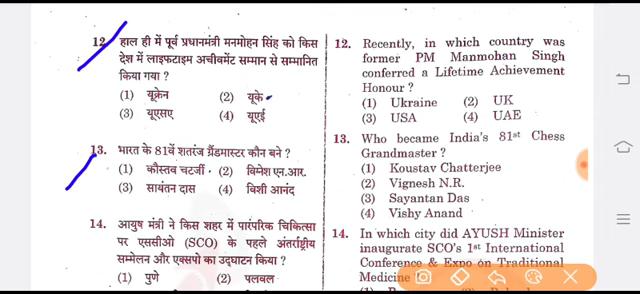 12. हाल ही में पूर्व प्रधानमंत्री मनमोहन सिंह को किस
देश में लाइफटाइम अचीवमेंट सम्मान से सम्मानित
किया गया ?
(1) यूक्रेन (2) यूके
(3) यूएसए (4) यूएई
13. भारत के 81वें शतरंज ग्रैंडमास्टर कौन बने ?
(1) कौस्तव चटर्जी (2) विमेश एन.आर.
(3) सायंतन दास (4) विशी आनंद
14. आयुष मंत्री ने किस शहर में पारंपरिक चिकित्सा
पर एससीओ (SCO) के पहले अंतर्राष्ट्रीय
सम्मेलन और एक्सपो का उद्घाटन किया ?
(1) पुणे (2) पलवल
12. Recently, in which country was
former PM Manmohan Singh
conferred a Lifetime Achievement
Honour ?
(1) Ukraine (2) UK
(3) USA (4) UAE
13. Who became India's 81st Chess
Grandmaster ?
(1) Koustav Chatterjee
(2) Vignesh N.R.
(3) Sayantan Das
(4) Vishy Anand
14. In which city did AYUSH Minister
inaugurate SCO's 1st International
Conference & Expo on Traditional
Medicine